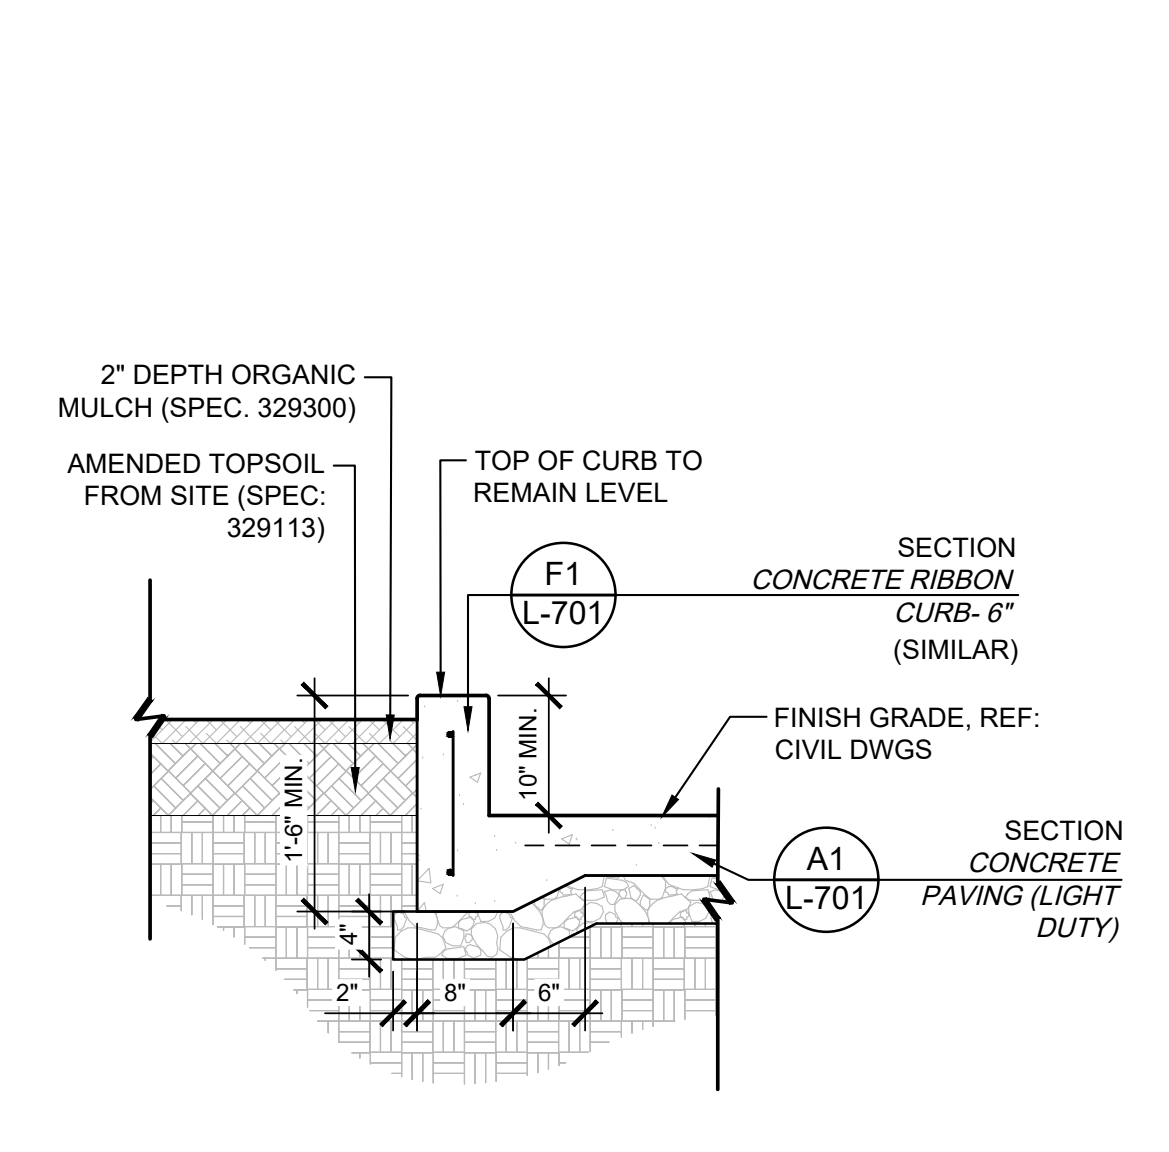 2" DEPTH ORGANIC
MULCH (SPEC. 329300)
AMENDED TOPSOIL
FROM SITE (SPEC:
329113)
TOP OF CURB TO
REMAIN LEVEL
F1
L-701
SECTION
CONCRETE RIBBON
CURB- 6"
(SIMILAR)
FINISH GRADE, REF:
CIVIL DWGS
10" MIN.
1'-6" MIN.
A1
L-701
SECTION
CONCRETE
PAVING (LIGHT
DUTY)
4"
2"
8"
6"